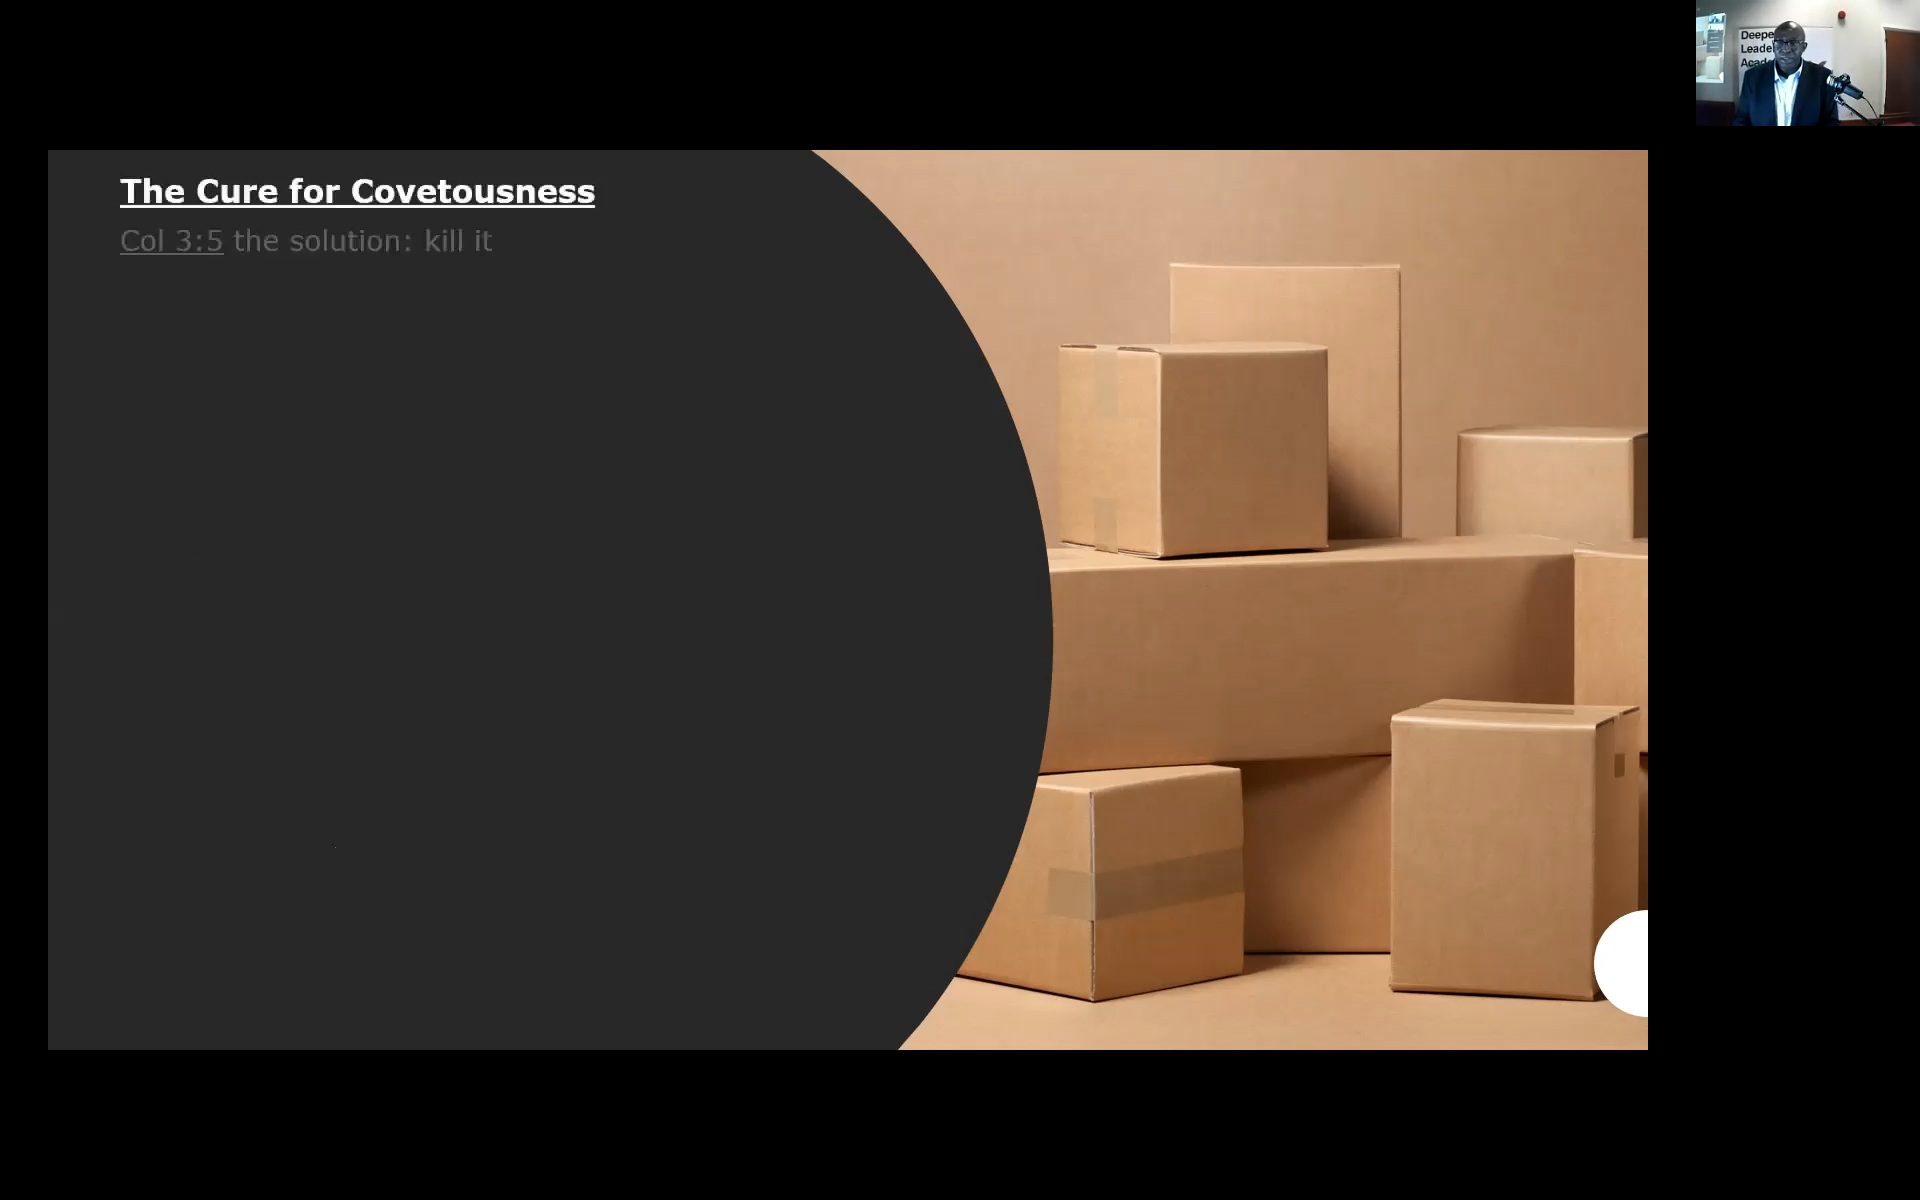 The Cure for Covetousness
Col 3:5 the solution: kill it